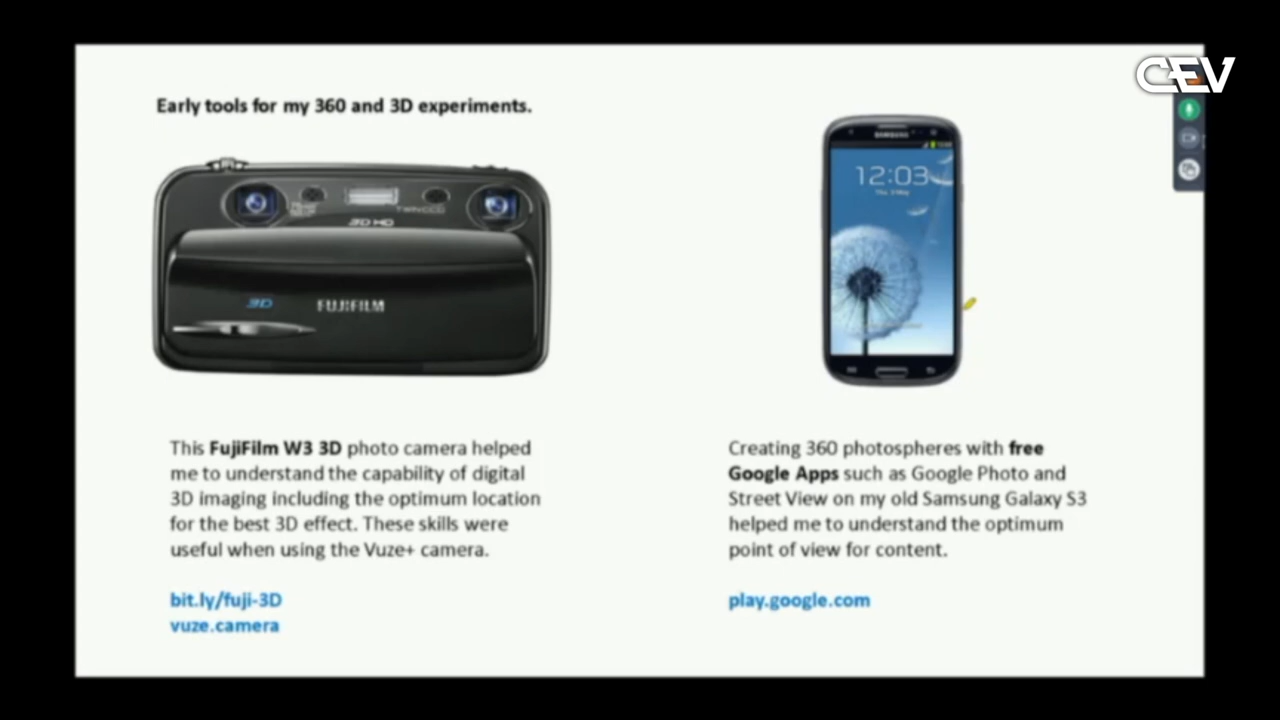 CEV
Early tools for my 360 and 3D experiments.
SAMSUNG
12:03
3D HD
3D FUJIFILM
This FujiFilm W3 3D photo camera helped
me to understand the capability of digital
3D imaging including the optimum location
for the best 3D effect. These skills were
useful when using the Vuze+ camera.
bit.ly/fuji-3D
vuze.camera
Creating 360 photospheres with free
Google Apps such as Google Photo and
Street View on my old Samsung Galaxy S3
helped me to understand the optimum
point of view for content.
play.google.com